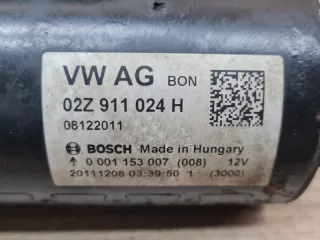 VW AG BON
02Z 911 024 H
08122011
BOSCH Made in Hungary
0 001 153 007 (008) 12V
20111208 03:39:50 1 (3000)